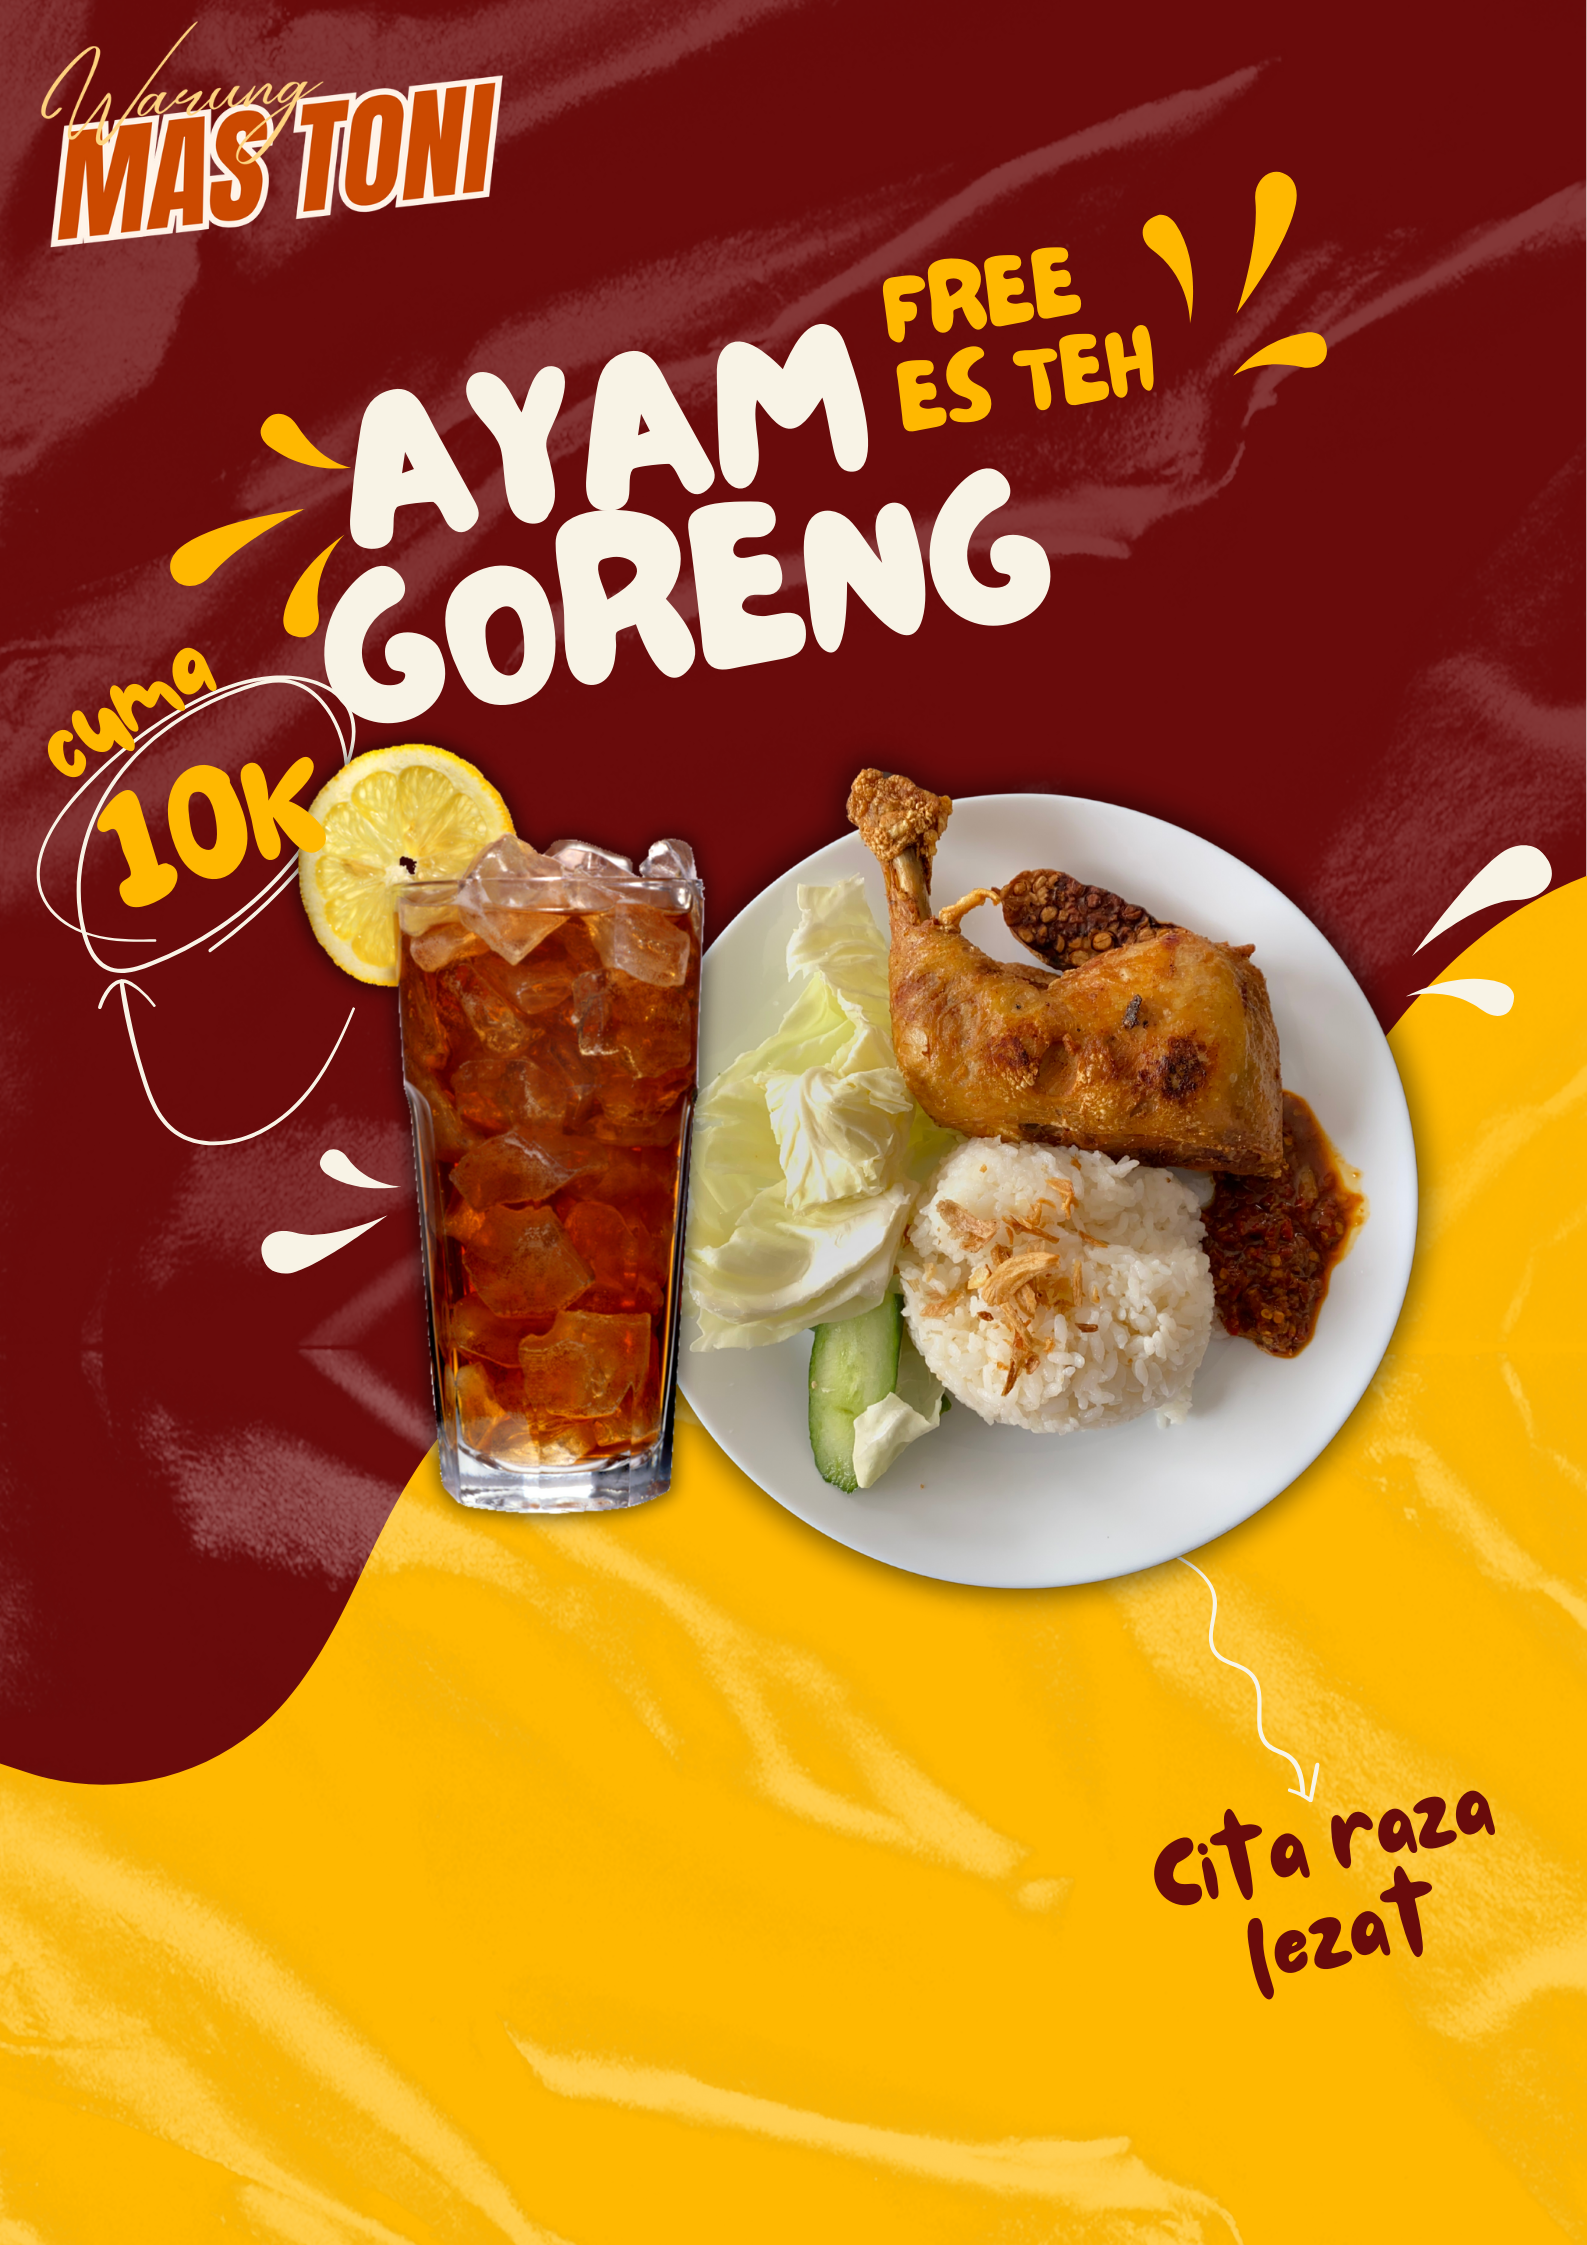 Warung
MAS TONI
FREE
ES TEH
AYAM
GORENG
cuma
10K
Cita raza
lezat